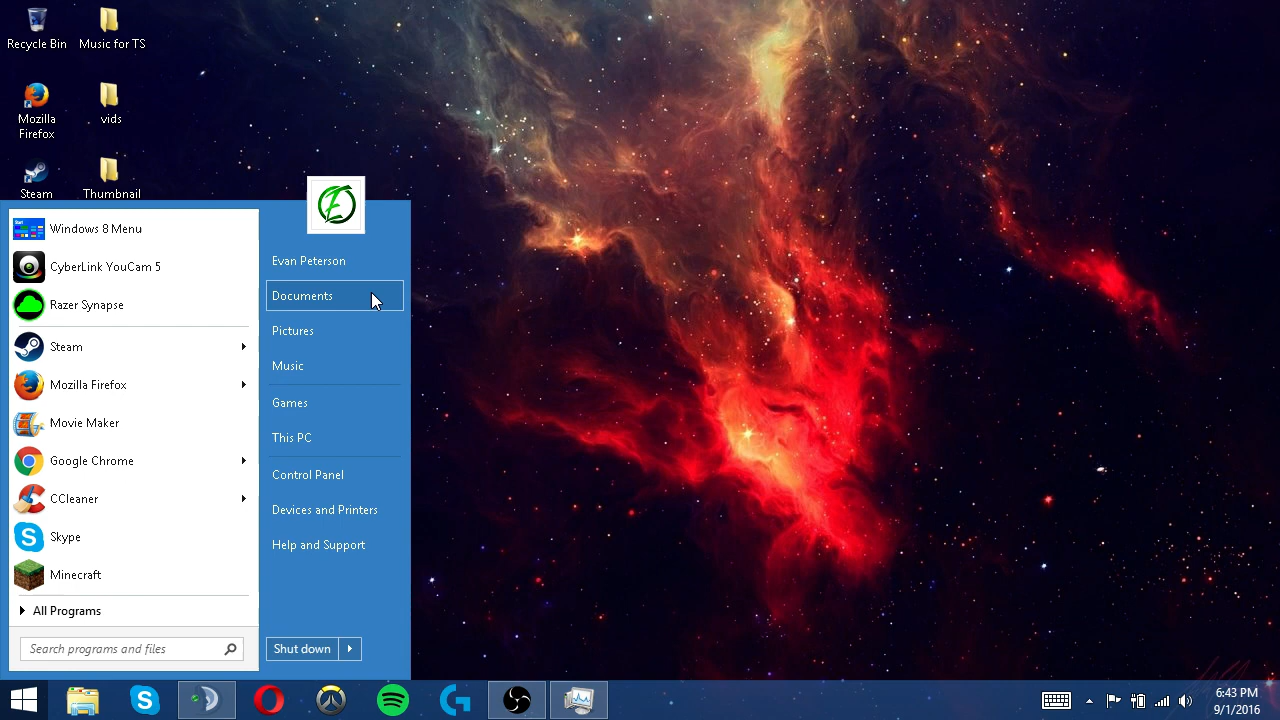 Recycle Bin
Music for TS
Mozilla
Firefox
vids
Steam
Thumbnail
Start
Windows 8 Menu
CyberLink YouCam 5
Razer Synapse
Steam
Mozilla Firefox
Movie Maker
Google Chrome
CCleaner
Skype
Minecraft
All Programs
Search programs and files
Evan Peterson
Documents
Pictures
Music
Games
This PC
Control Panel
Devices and Printers
Help and Support
Shut down
6:43 PM
9/1/2016